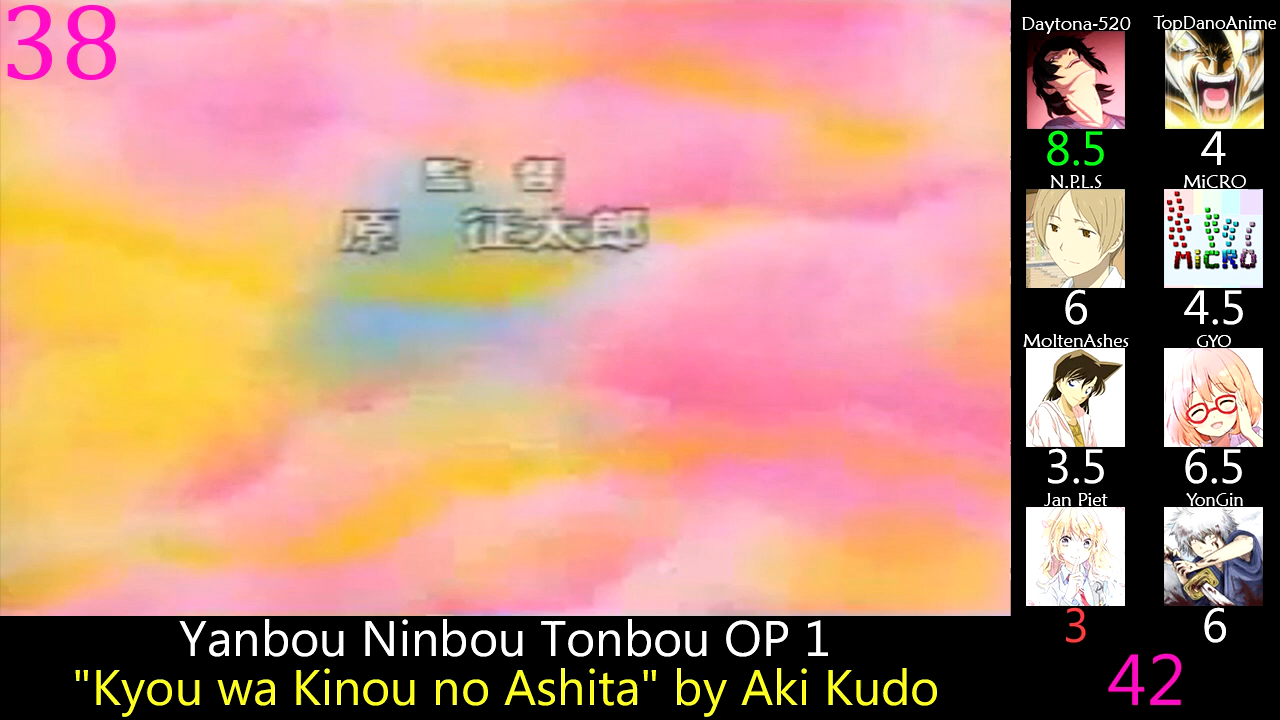 38
監 督
原 征太郎
Daytona-520 TopDanoAnime
8.5 4
N.P.L.S MiCRO
MiCRO
6 4.5
MoltenAshes GYO
3.5 6.5
Jan Piet YonGin
3 6
Yanbou Ninbou Tonbou OP 1
"Kyou wa Kinou no Ashita" by Aki Kudo
42